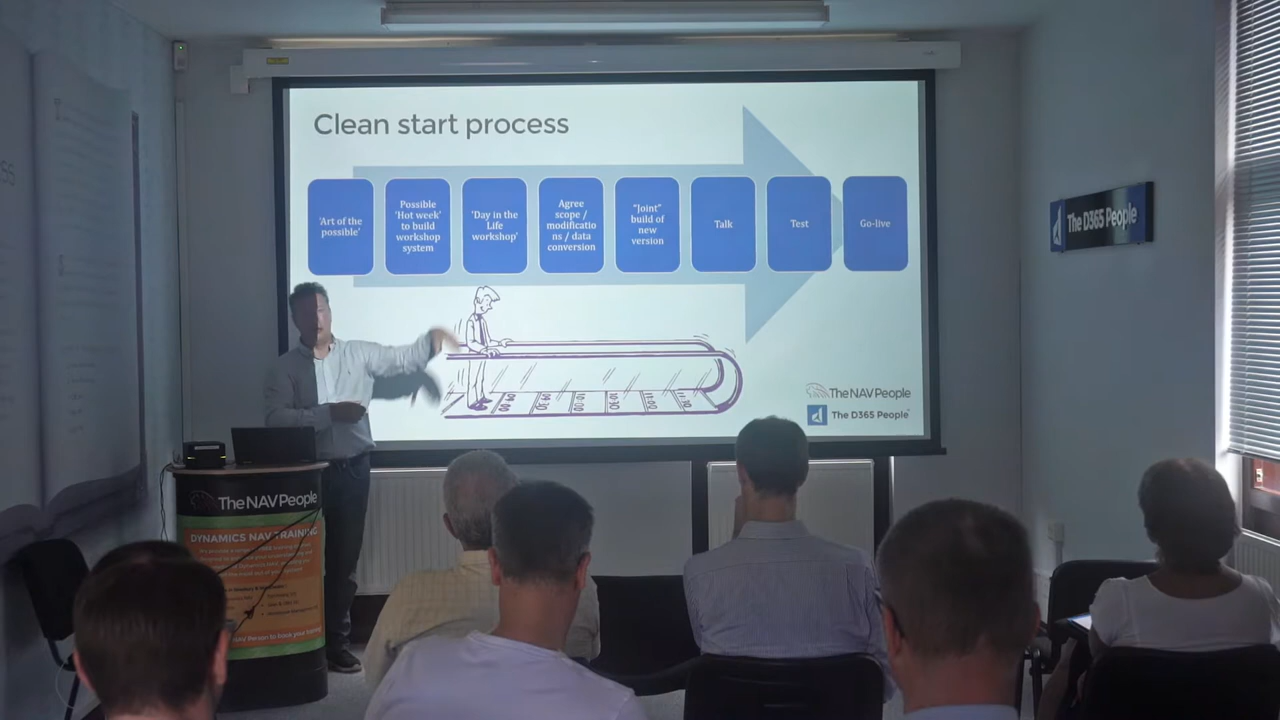 Clean start process
'Art of the
possible'
Possible
'Hot week'
to build
workshop
system
'Day in the
Life
workshop'
Agree
scope /
modificatio
ns / data
conversion
"Joint"
build of
new
version
Talk
Test
Go-live
The NAV People
The D365 People
The D365 People
The NAV People
DYNAMICS NAV TRAINING